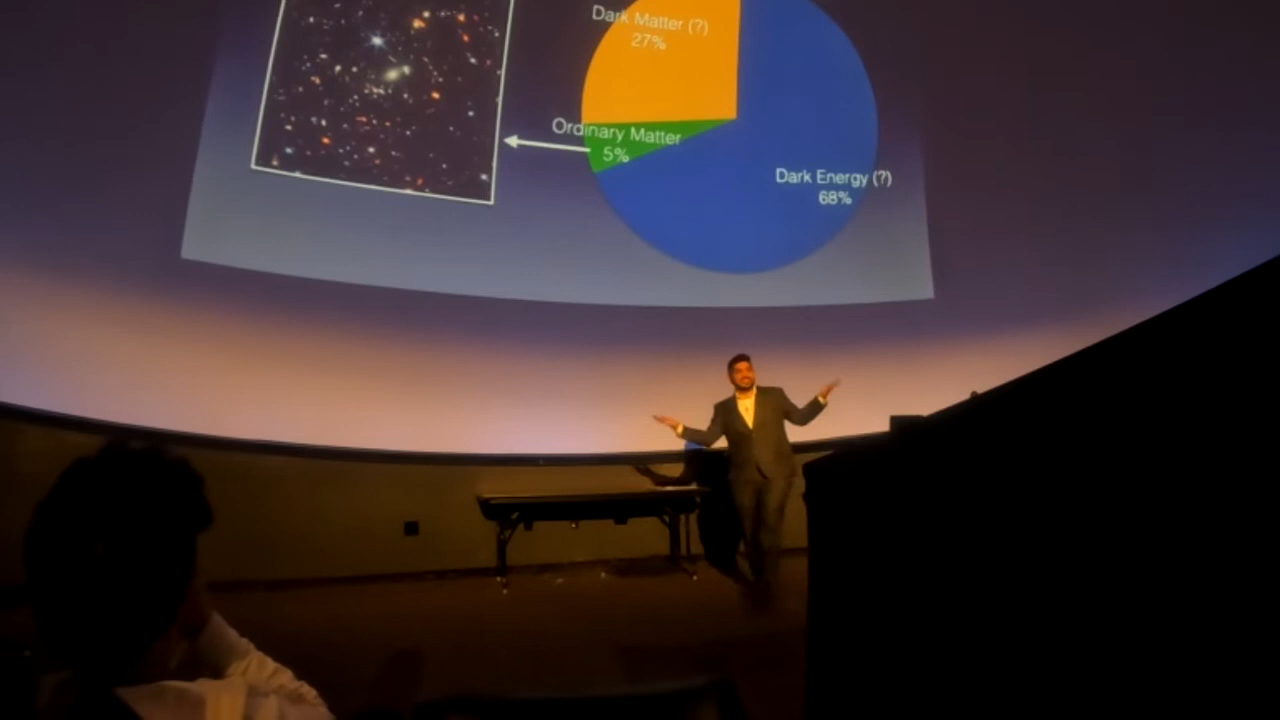 Dark Matter (?)
27%
Ordinary Matter
5%
Dark Energy (?)
68%